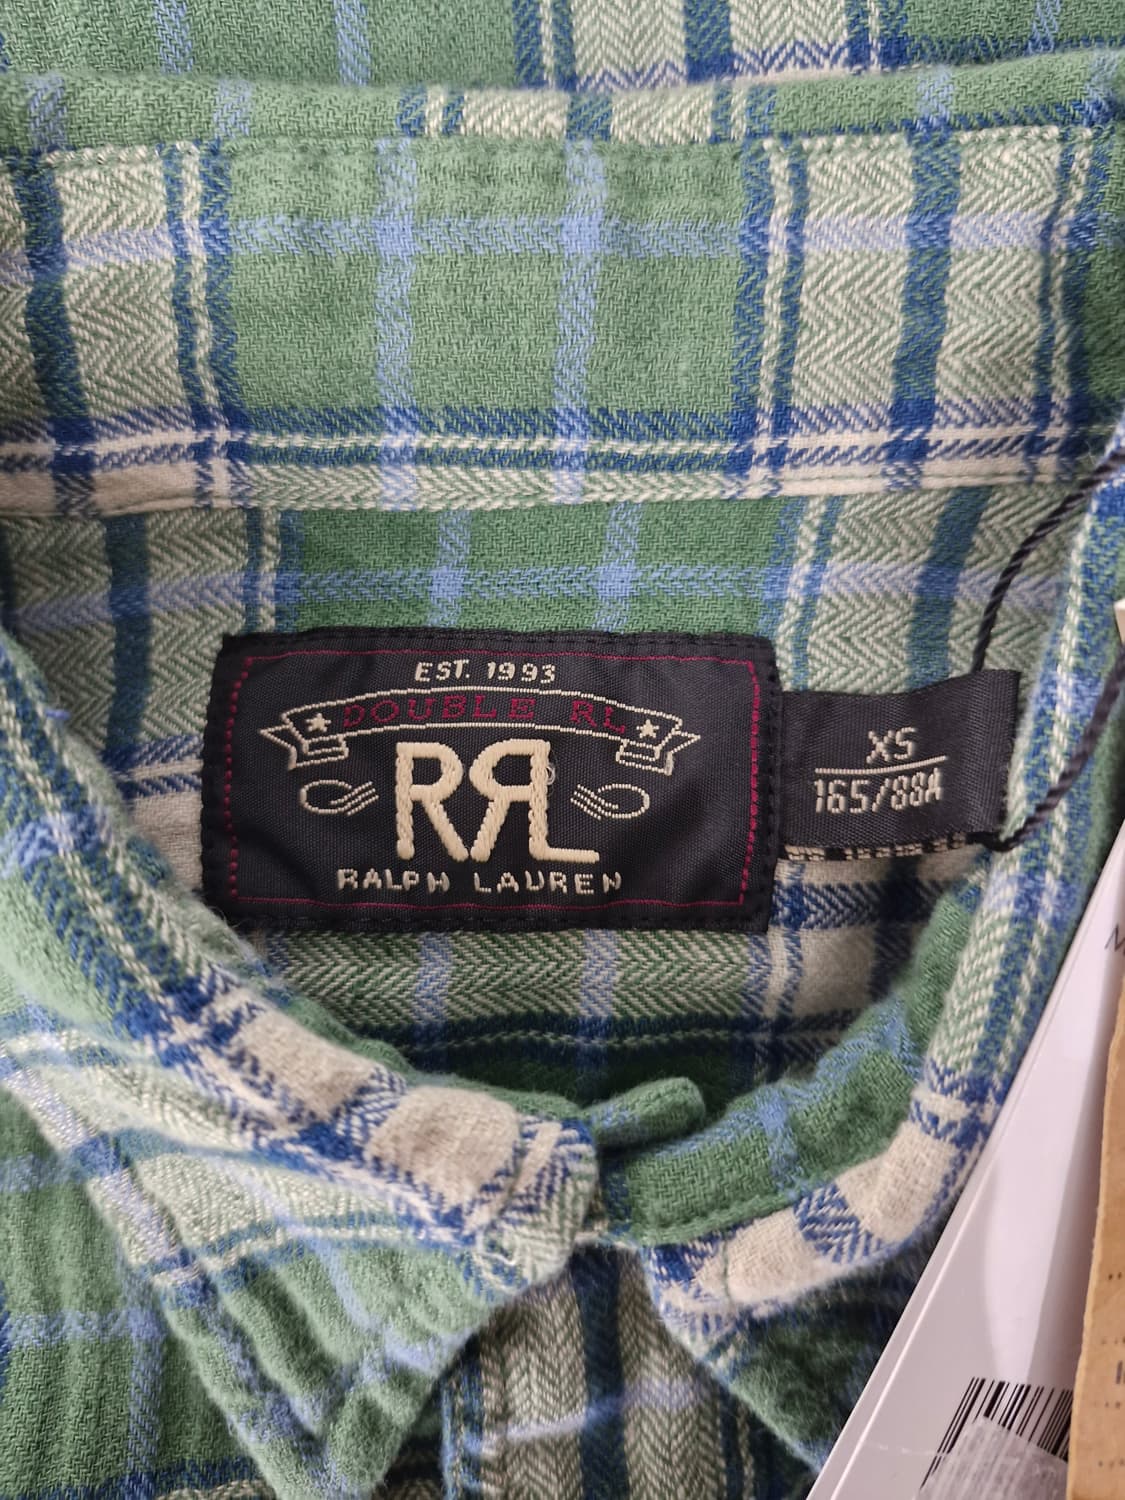 EST. 1993
DOUBLE RL
RRL
RALPH LAUREN
XS
165/88A